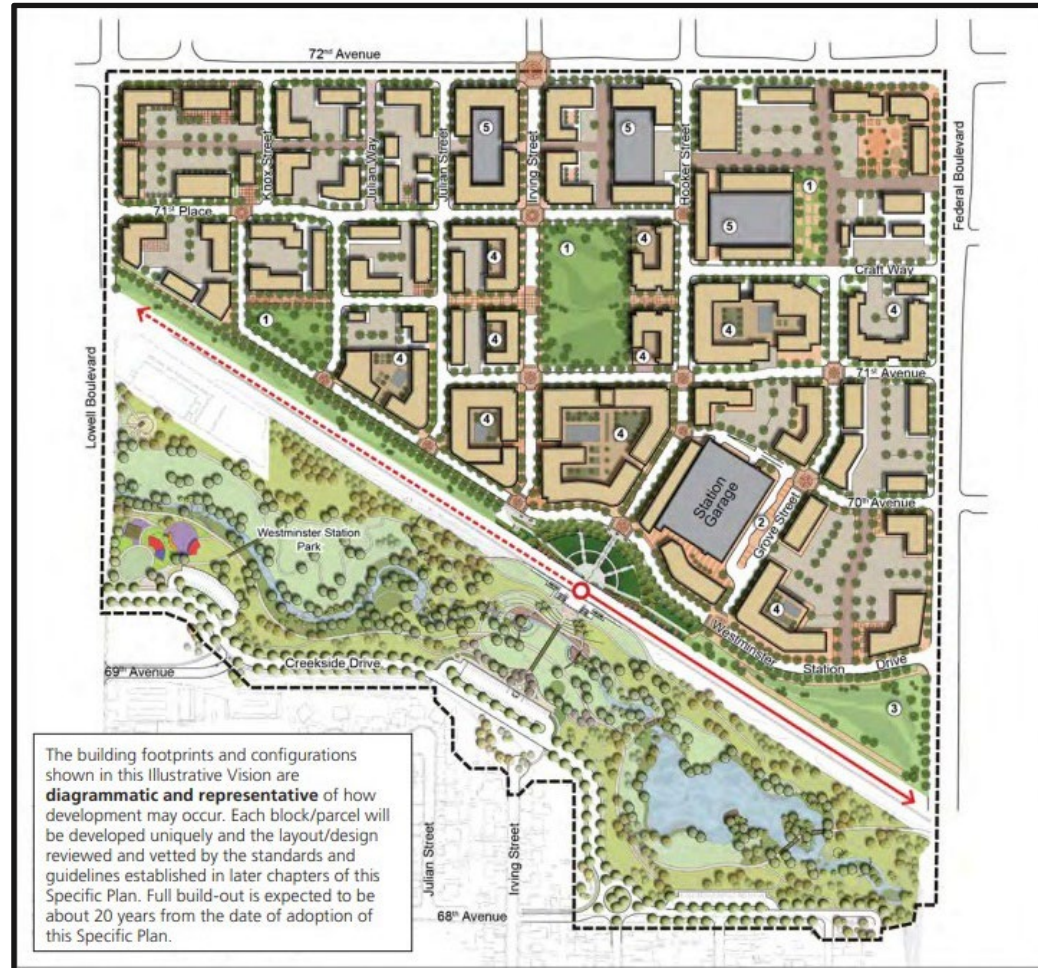 72nd Avenue
Knox Street
Julian Way
Julian Street
5
Irving Street
5
Hooker Street
1
Federal Boulevard
71st Place
5
1
4
4
Craft Way
1
4
4
4
4
4
71st Avenue
Lowell Boulevard
4
4
Station
Garage
2
Grove Street
70th Avenue
Westminster Station
Park
4
Westminster
Station
Drive
69th Avenue
Creekside Drive
3
The building footprints and configurations
shown in this Illustrative Vision are
diagrammatic and representative of how
development may occur. Each block/parcel will
be developed uniquely and the layout/design
reviewed and vetted by the standards and
guidelines established in later chapters of this
Specific Plan. Full build-out is expected to be
about 20 years from the date of adoption of
this Specific Plan.
Julian Street
Irving Street
68th Avenue